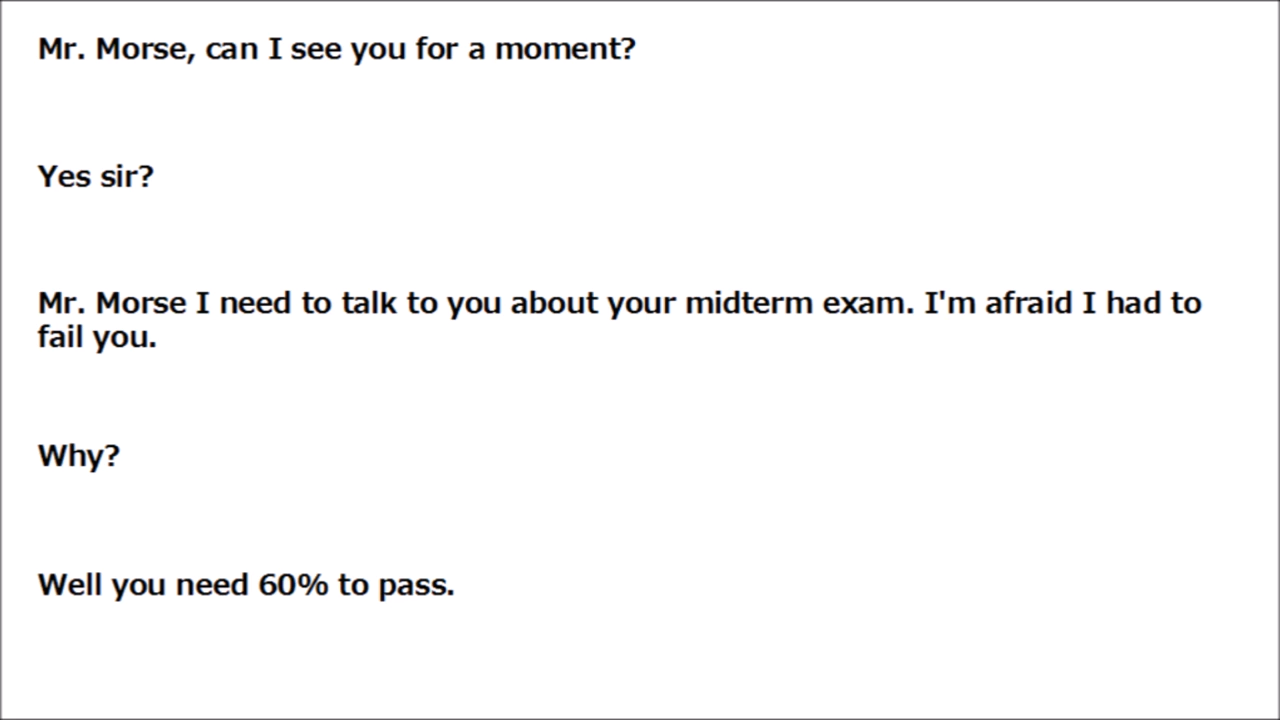 Mr. Morse, can I see you for a moment?
Yes sir?
Mr. Morse I need to talk to you about your midterm exam. I'm afraid I had to
fail you.
Why?
Well you need 60% to pass.